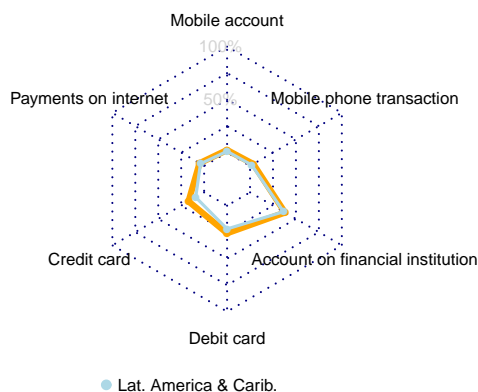 Mobile account
100%
Payments on internet
50%
Mobile phone transaction
Credit card
Account on financial institution
Debit card
Lat. America & Carib.